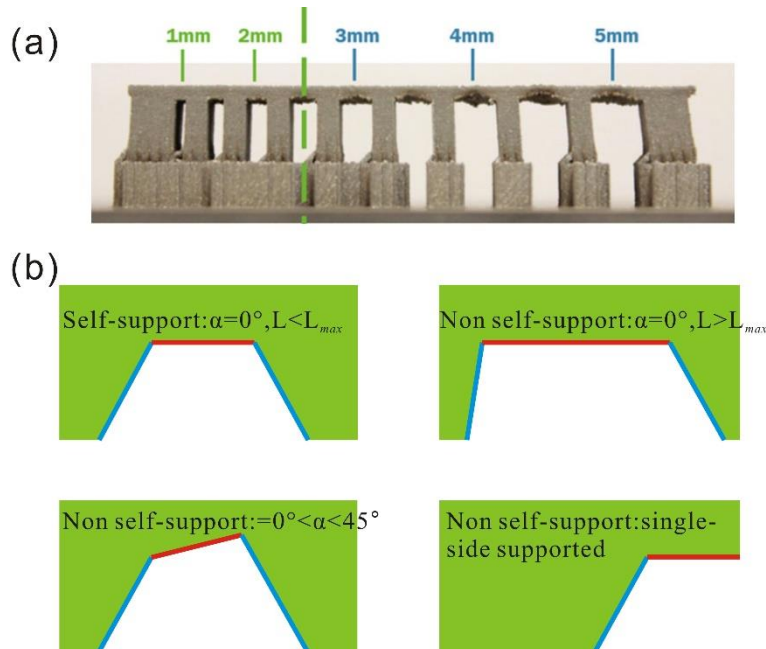 (a)
1mm 2mm 3mm 4mm 5mm
(b)
Self-support:α=0°,L<Lmax
Non self-support:α=0°,L>Lmax
Non self-support:=0°<α<45°
Non self-support:single-
side supported